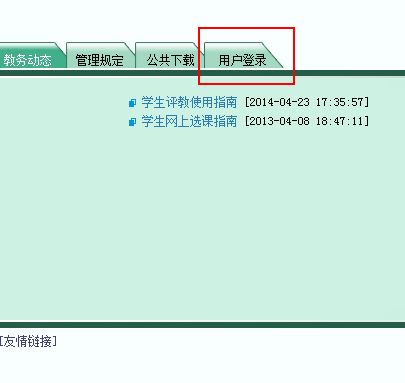 教务动态 管理规定 公共下载 用户登录
学生评教使用指南 [2014-04-23 17:35:57]
学生网上选课指南 [2013-04-08 18:47:11]
[友情链接]